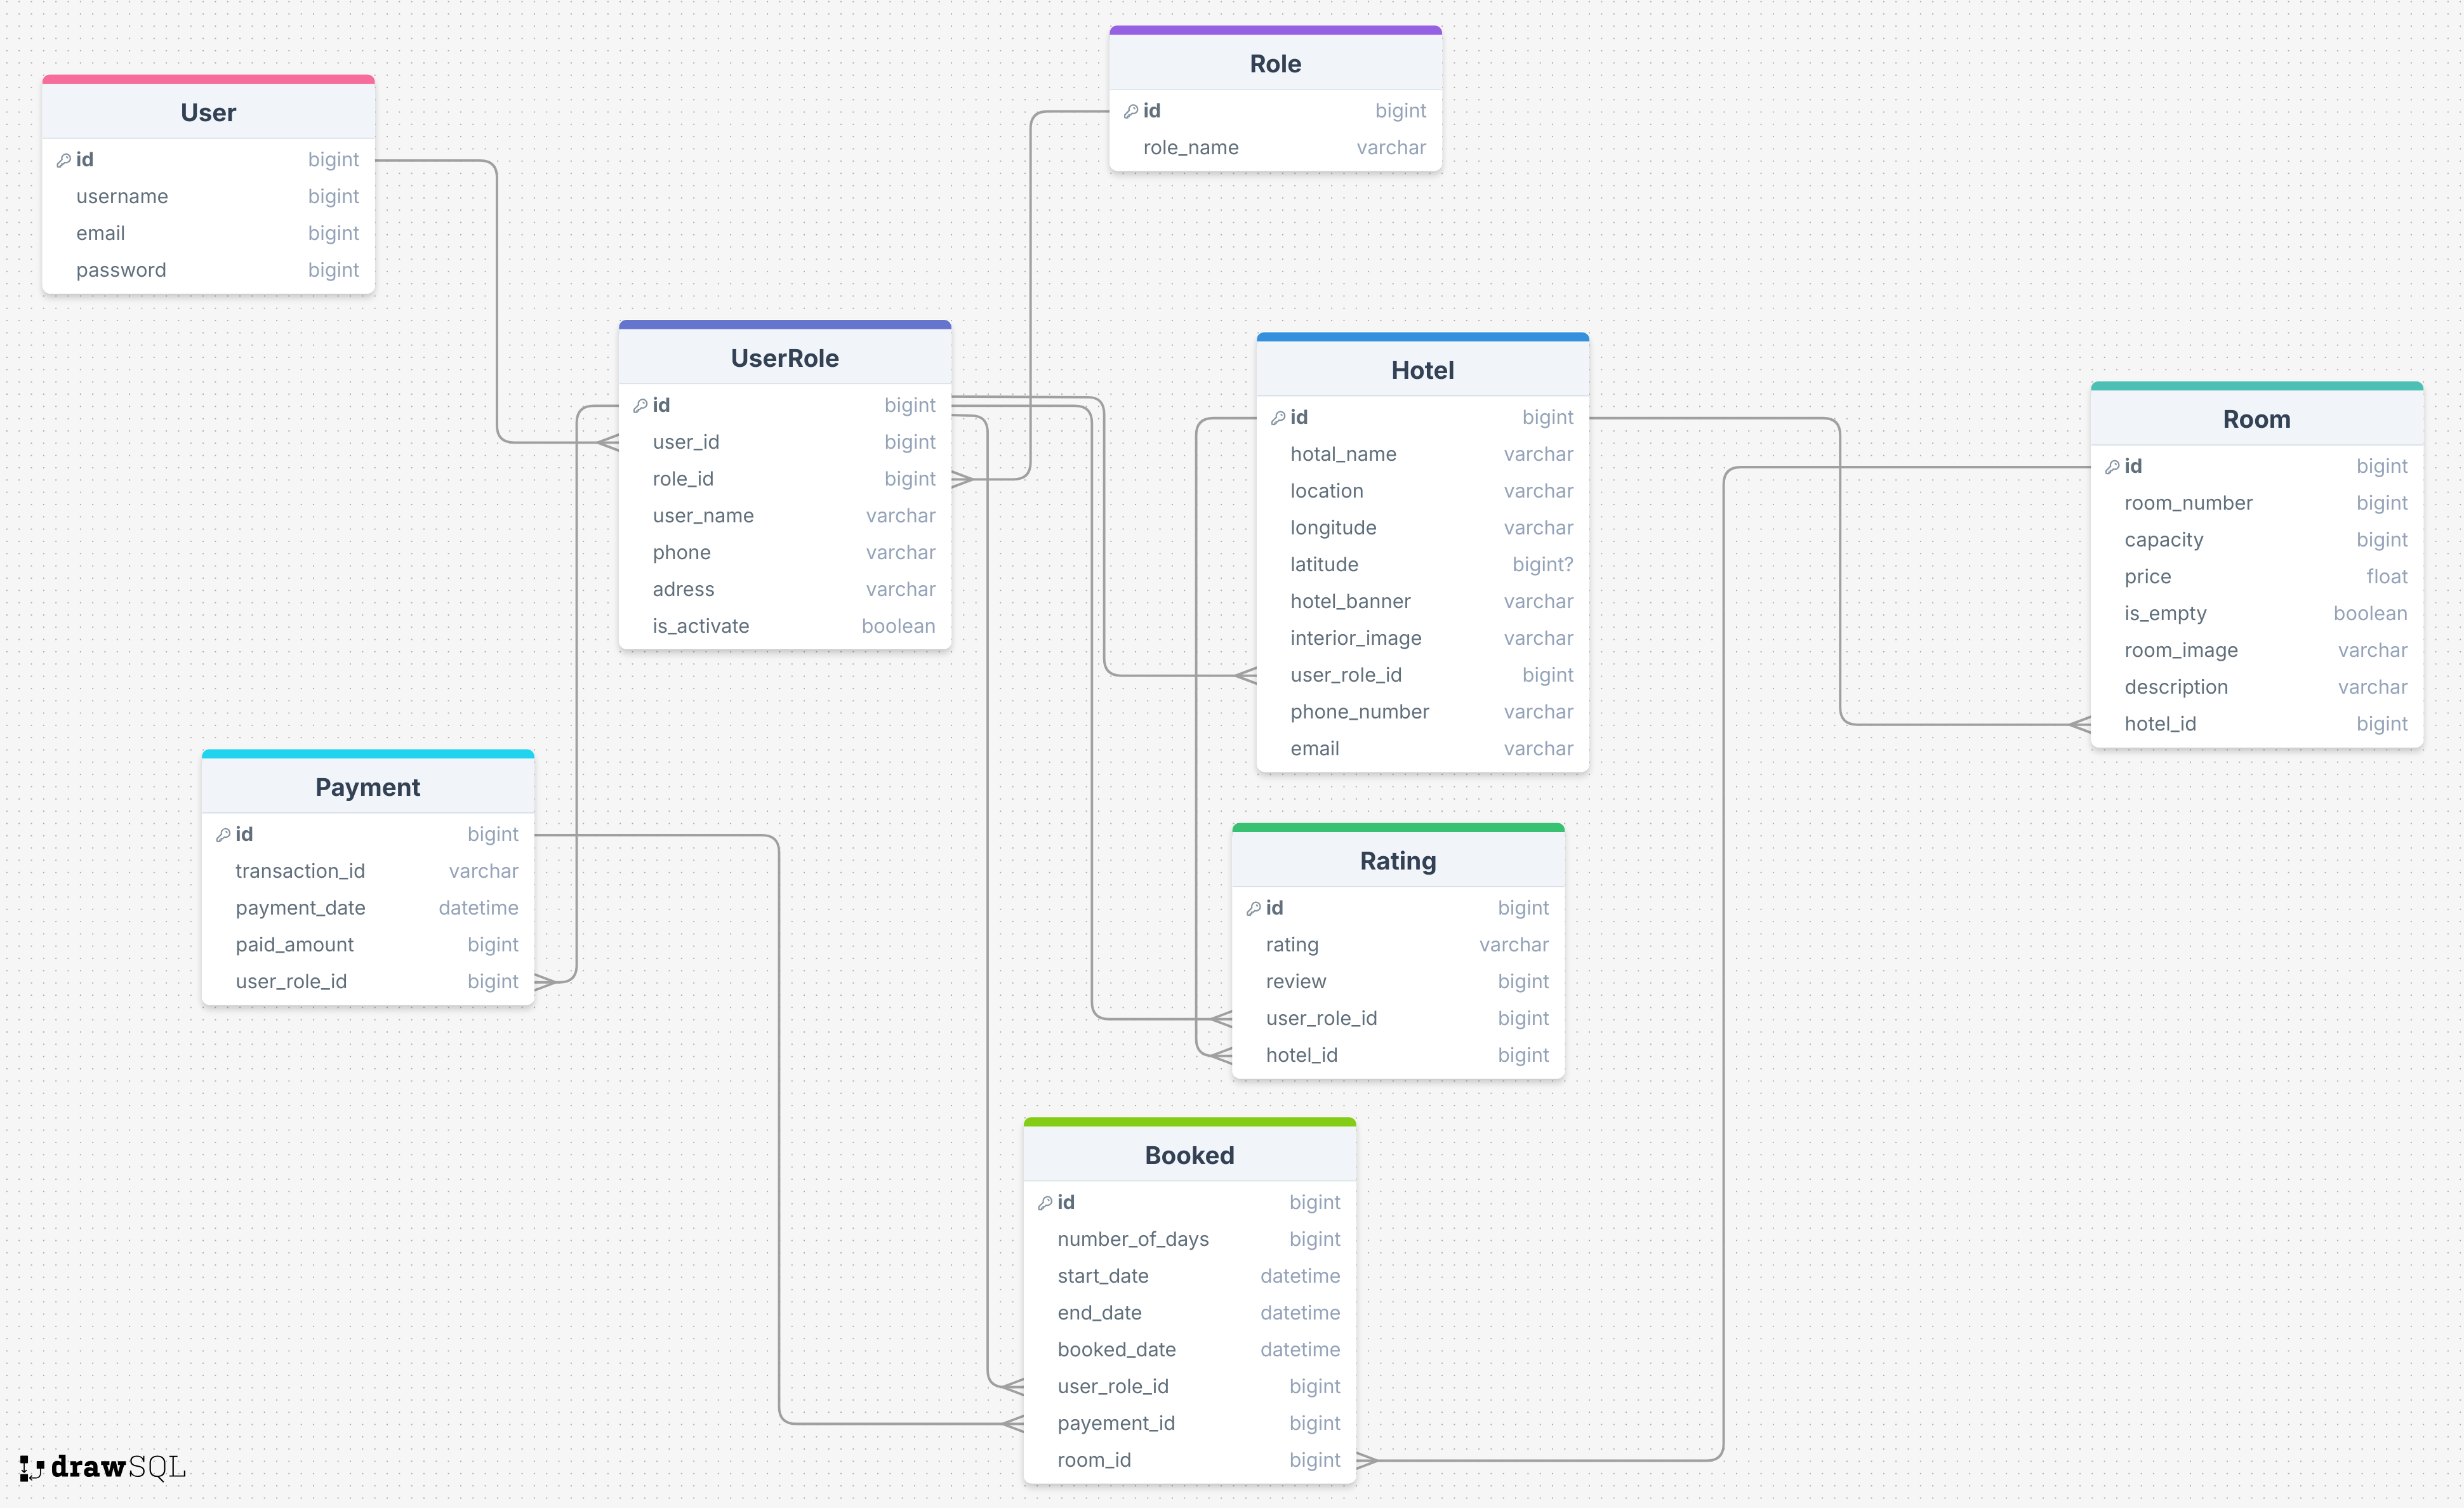 Role
id bigint
role_name varchar
User
id bigint
username bigint
email bigint
password bigint
UserRole
id bigint
user_id bigint
role_id bigint
user_name varchar
phone varchar
adress varchar
is_activate boolean
Hotel
id bigint
hotal_name varchar
location varchar
longitude varchar
latitude bigint?
hotel_banner varchar
interior_image varchar
user_role_id bigint
phone_number varchar
email varchar
Room
id bigint
room_number bigint
capacity bigint
price float
is_empty boolean
room_image varchar
description varchar
hotel_id bigint
Payment
id bigint
transaction_id varchar
payment_date datetime
paid_amount bigint
user_role_id bigint
Rating
id bigint
rating varchar
review bigint
user_role_id bigint
hotel_id bigint
Booked
id bigint
number_of_days bigint
start_date datetime
end_date datetime
booked_date datetime
user_role_id bigint
payement_id bigint
room_id bigint
drawSQL